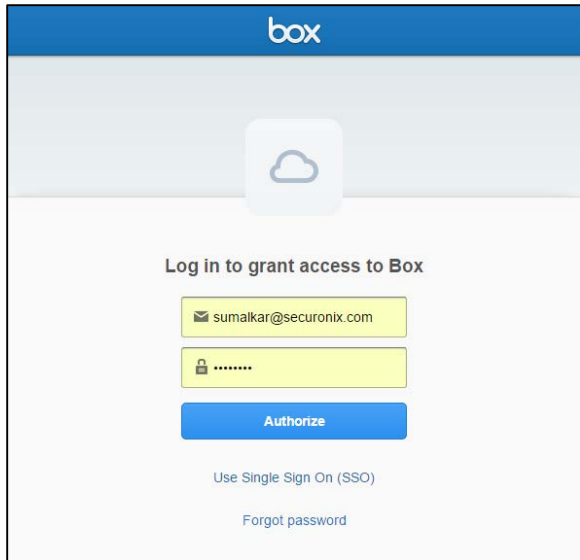 box
Log in to grant access to Box
sumalkar@securonix.com
••••••••
Authorize
Use Single Sign On (SSO)
Forgot password